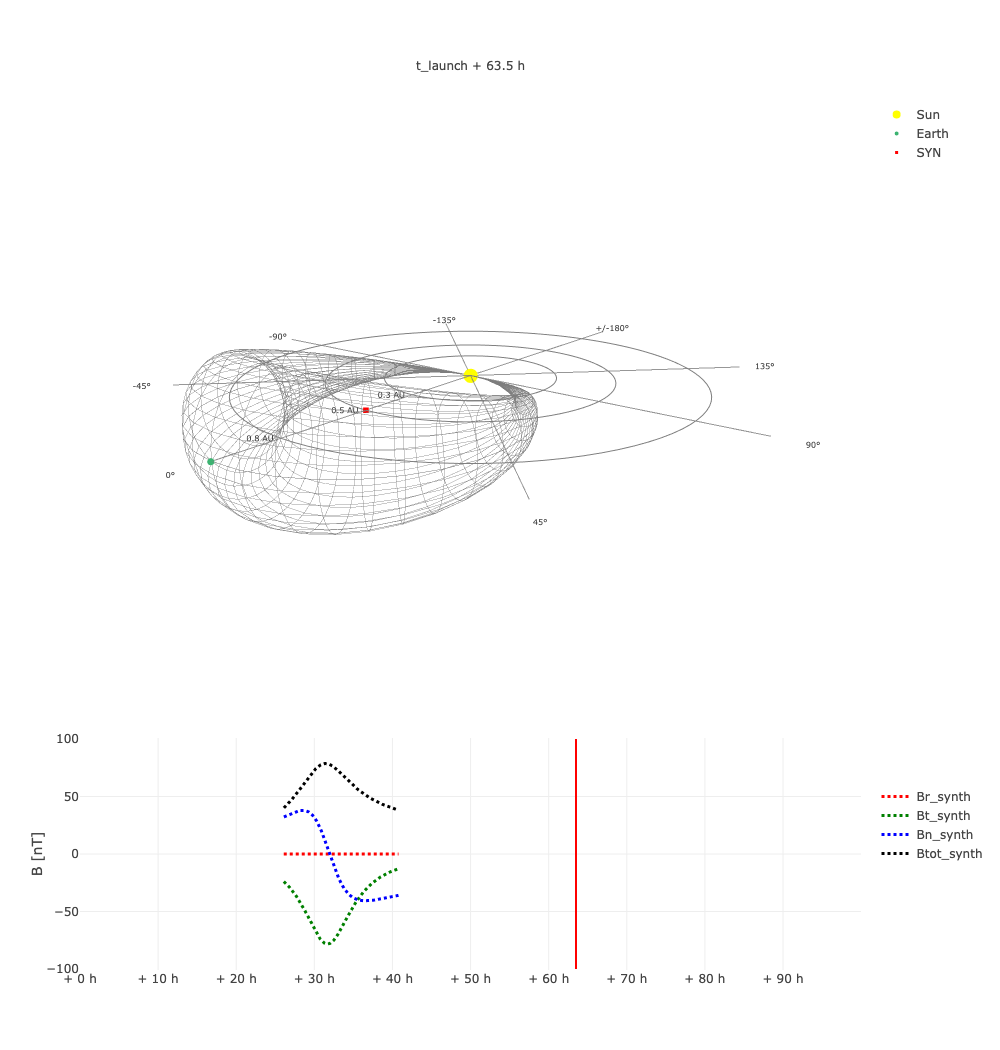 t_launch + 63.5 h
Sun
Earth
SYN
-135°
+/-180°
-90°
135°
-45°
0.3 AU
0.5 AU
0.8 AU
90°
0°
45°
100
50
0
−50
−100
B [nT]
+ 0 h
+ 10 h
+ 20 h
+ 30 h
+ 40 h
+ 50 h
+ 60 h
+ 70 h
+ 80 h
+ 90 h
Br_synth
Bt_synth
Bn_synth
Btot_synth